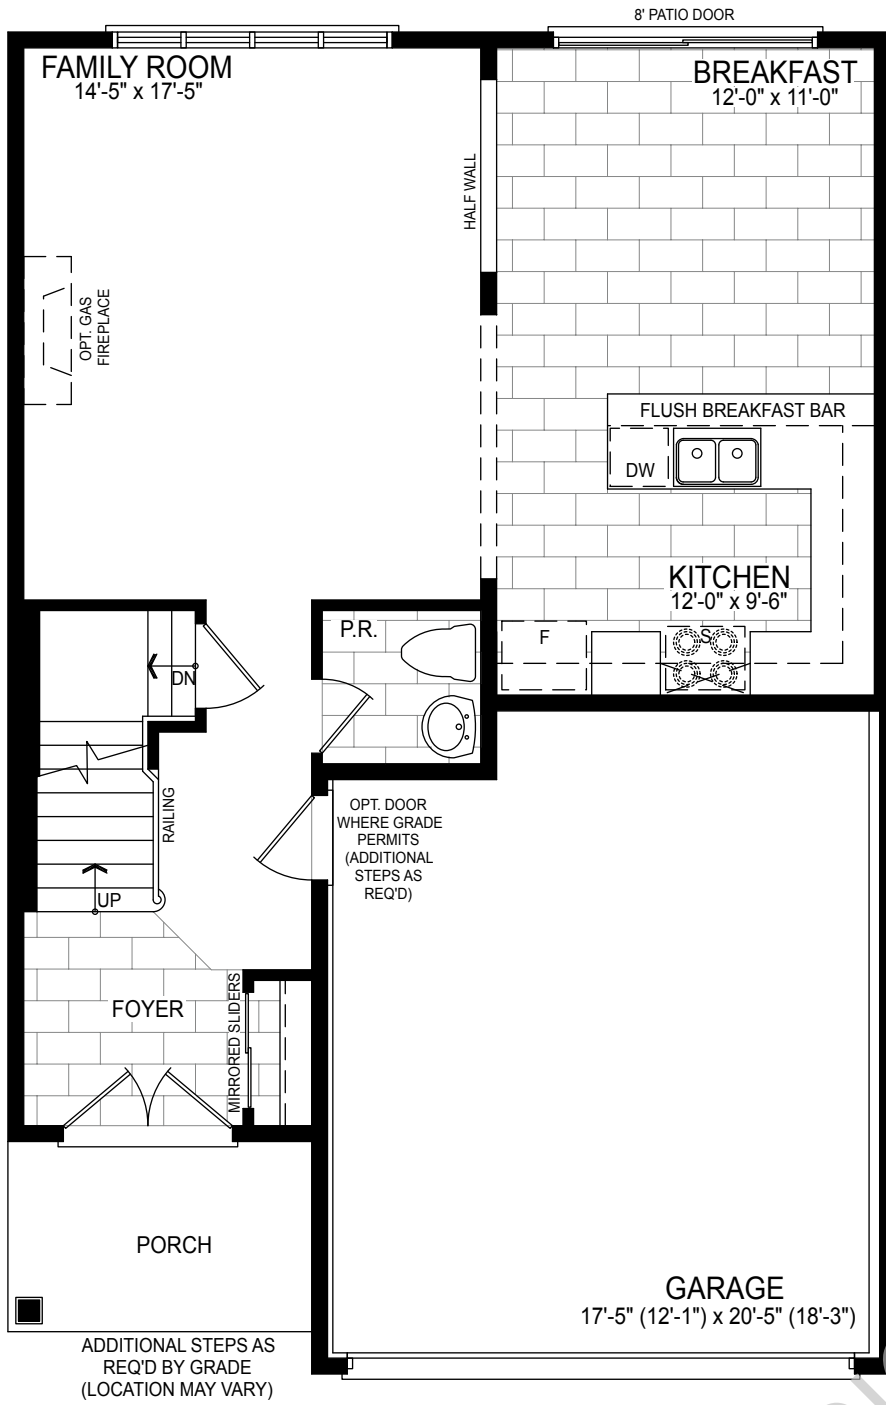 8' PATIO DOOR
FAMILY ROOM
14'-5" x 17'-5"
BREAKFAST
12'-0" x 11'-0"
HALF WALL
OPT. GAS
FIREPLACE
FLUSH BREAKFAST BAR
DW
KITCHEN
12'-0" x 9'-6"
P.R.
F
S
DN
RAILING
OPT. DOOR
WHERE GRADE
PERMITS
(ADDITIONAL
STEPS AS
REQ'D)
UP
FOYER
MIRRORED SLIDERS
PORCH
GARAGE
17'-5" (12'-1") x 20'-5" (18'-3")
ADDITIONAL STEPS AS
REQ'D BY GRADE
(LOCATION MAY VARY)